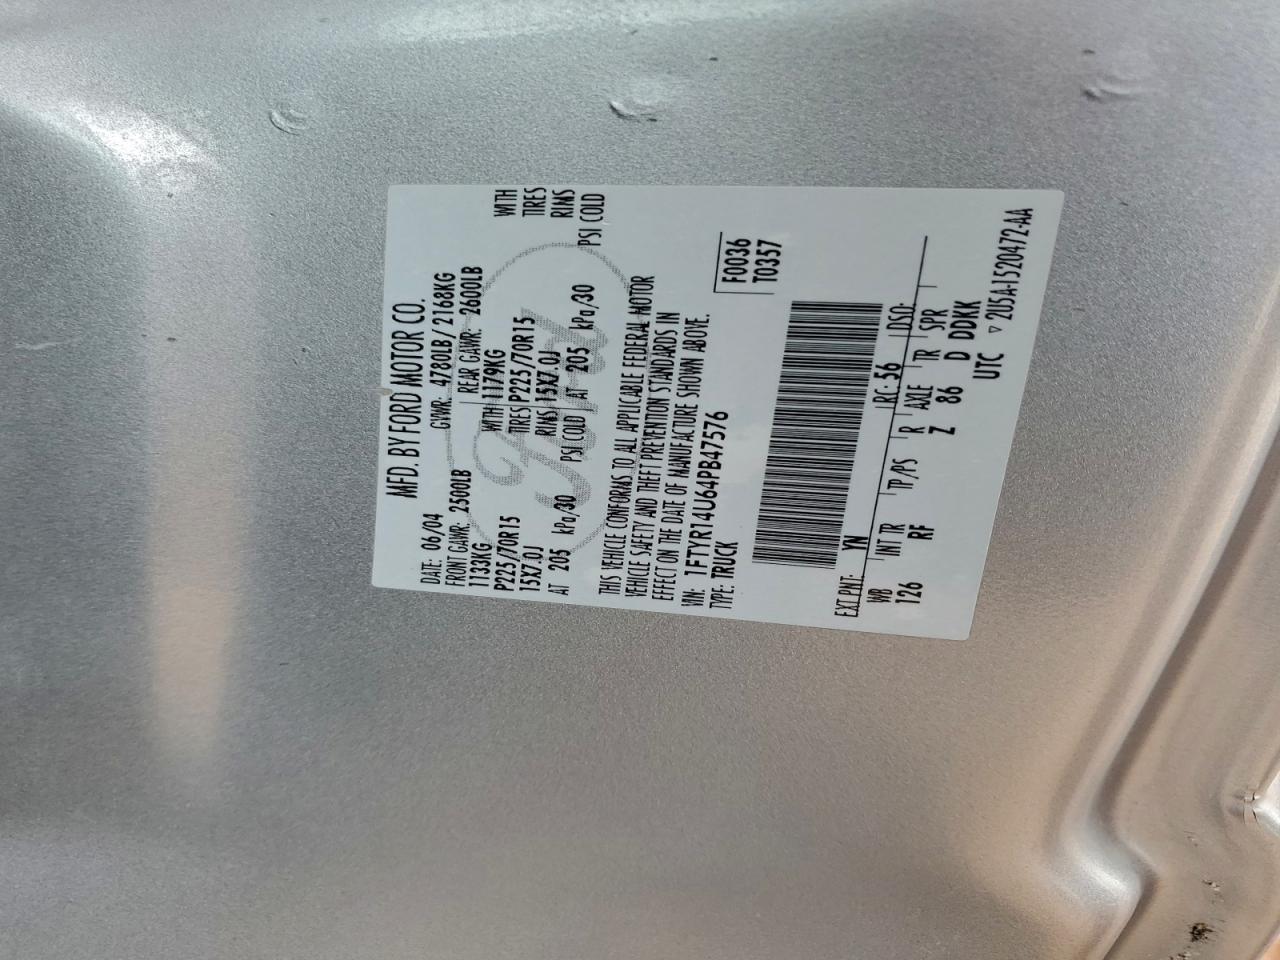 MFD. BY FORD MOTOR CO.
DATE: 06/04 GVWR: 4780LB / 2168KG
FRONT GAWR: 2500LB REAR GAWR: 2600LB
1133KG WITH 1179KG WITH
P225/70R15 TIRES P225/70R15 TIRES
15X7.0J RIMS 15X7.0J RIMS
AT 205 kPa/30 PSI COLD AT 205 kPa/30 PSI COLD
Ford
THIS VEHICLE CONFORMS TO ALL APPLICABLE FEDERAL MOTOR
VEHICLE SAFETY AND THEFT PREVENTION STANDARDS IN
EFFECT ON THE DATE OF MANUFACTURE SHOWN ABOVE.
VIN: 1FTYR14U64PB47576
TYPE: TRUCK
F0036
T0357
EXT PNT: YN RC: 56 DSO:
WB INT TR TP/PS R AXLE TR SPR
126 RF Z 86 D DDKK
UTC ▽ 2U5A-1520472-AA